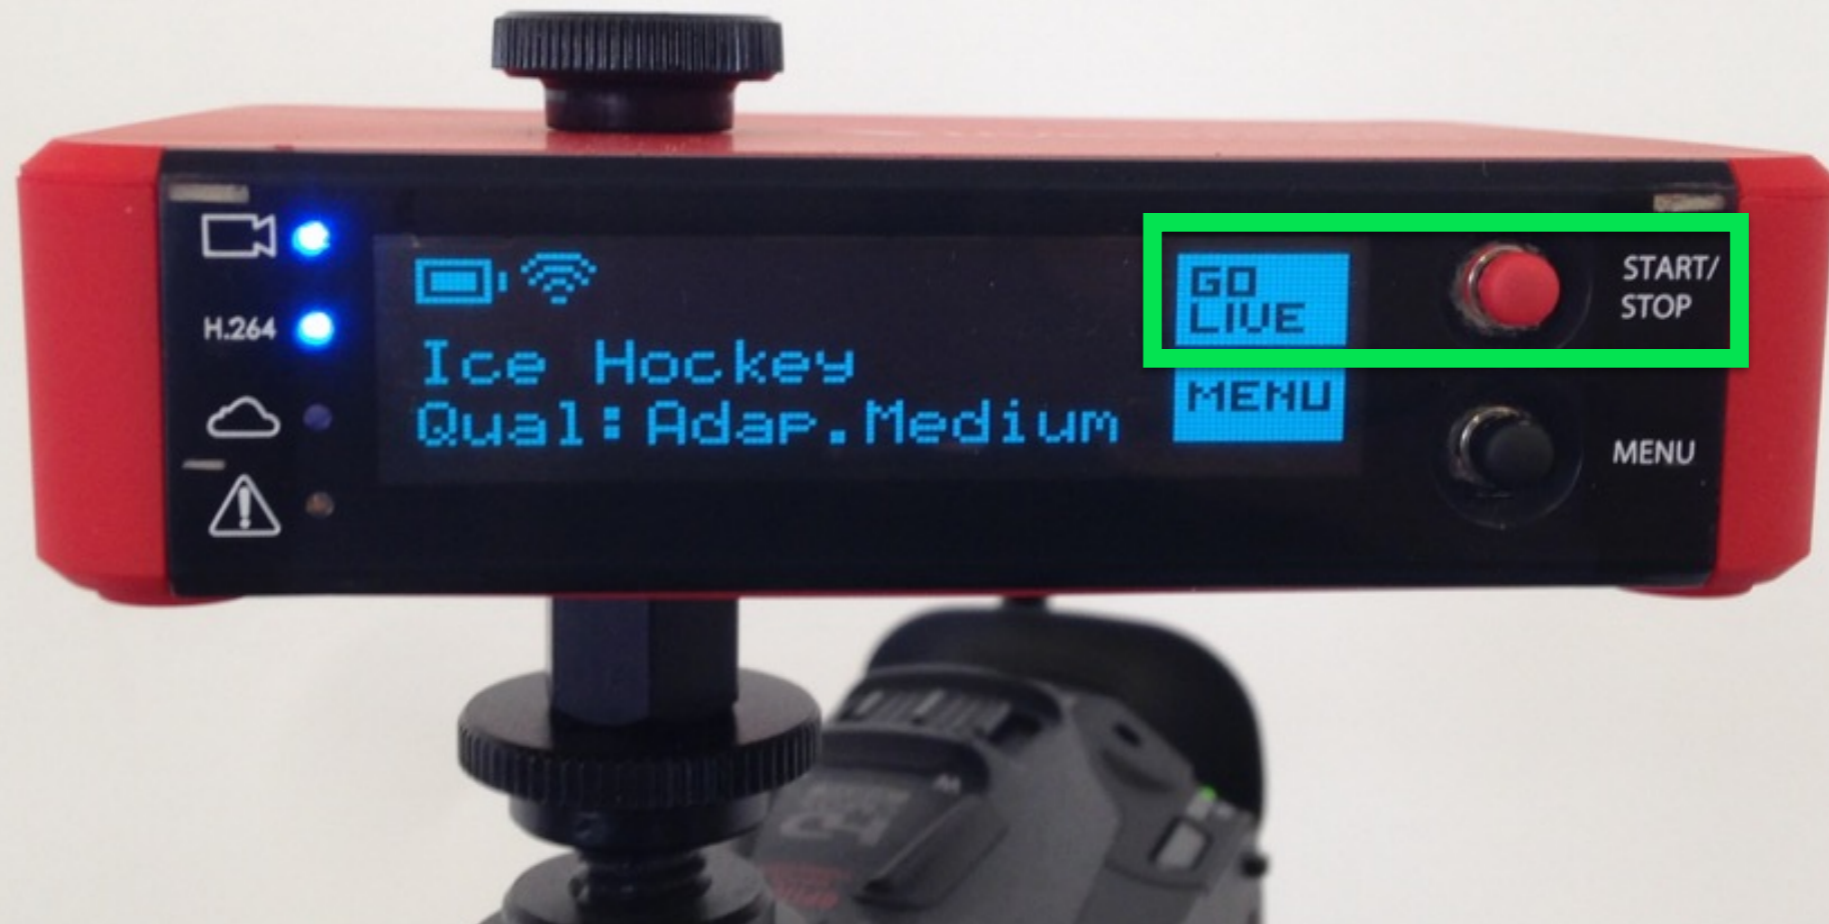 H.264
Ice Hockey
Qual:Adap.Medium
GO
LIVE
MENU
START/
STOP
MENU